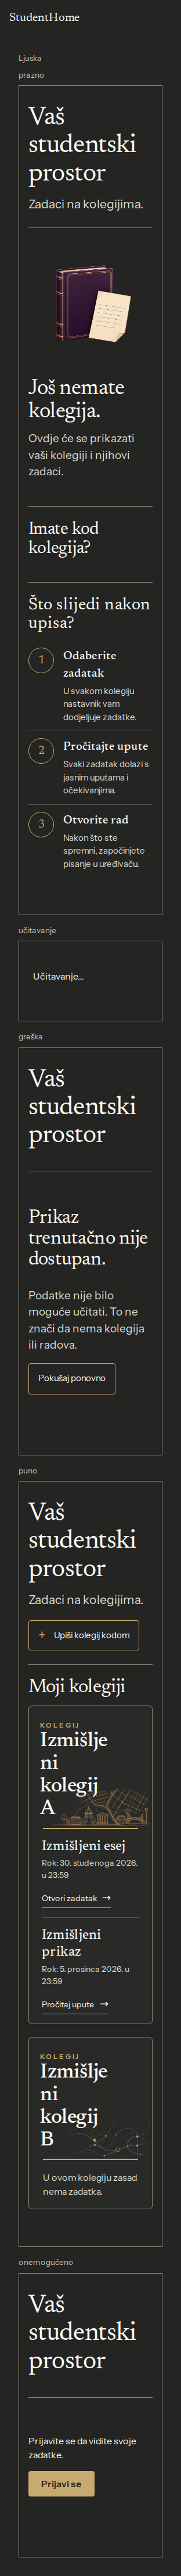 StudentHome
Ljuska
prazno
Vaš
studentski
prostor
Zadaci na kolegijima.
Još nemate
kolegija.
Ovdje će se prikazati
vaši kolegiji i njihovi
zadaci.
Imate kod
kolegija?
Što slijedi nakon
upisa?
1
Odaberite
zadatak
U svakom kolegiju
nastavnik vam
dodjeljuje zadatke.
2
Pročitajte upute
Svaki zadatak dolazi s
jasnim uputama i
očekivanjima.
3
Otvorite rad
Nakon što ste
spremni, započinjete
pisanje u uređivaču.
učitavanje
Učitavanje...
greška
Vaš
studentski
prostor
Prikaz
trenutačno nije
dostupan.
Podatke nije bilo
moguće učitati. To ne
znači da nema kolegija
ili radova.
Pokušaj ponovno
puno
Vaš
studentski
prostor
Zadaci na kolegijima.
+ Upiši kolegij kodom
Moji kolegiji
KOLEGIJ
Izmišlje
ni
kolegij
A
Izmišljeni esej
Rok: 30. studenoga 2026.
u 23:59
Otvori zadatak →
Izmišljeni
prikaz
Rok: 5. prosinca 2026. u
23:59
Pročitaj upute →
KOLEGIJ
Izmišlje
ni
kolegij
B
U ovom kolegiju zasad
nema zadatka.
onemogućeno
Vaš
studentski
prostor
Prijavite se da vidite svoje
zadatke.
Prijavi se